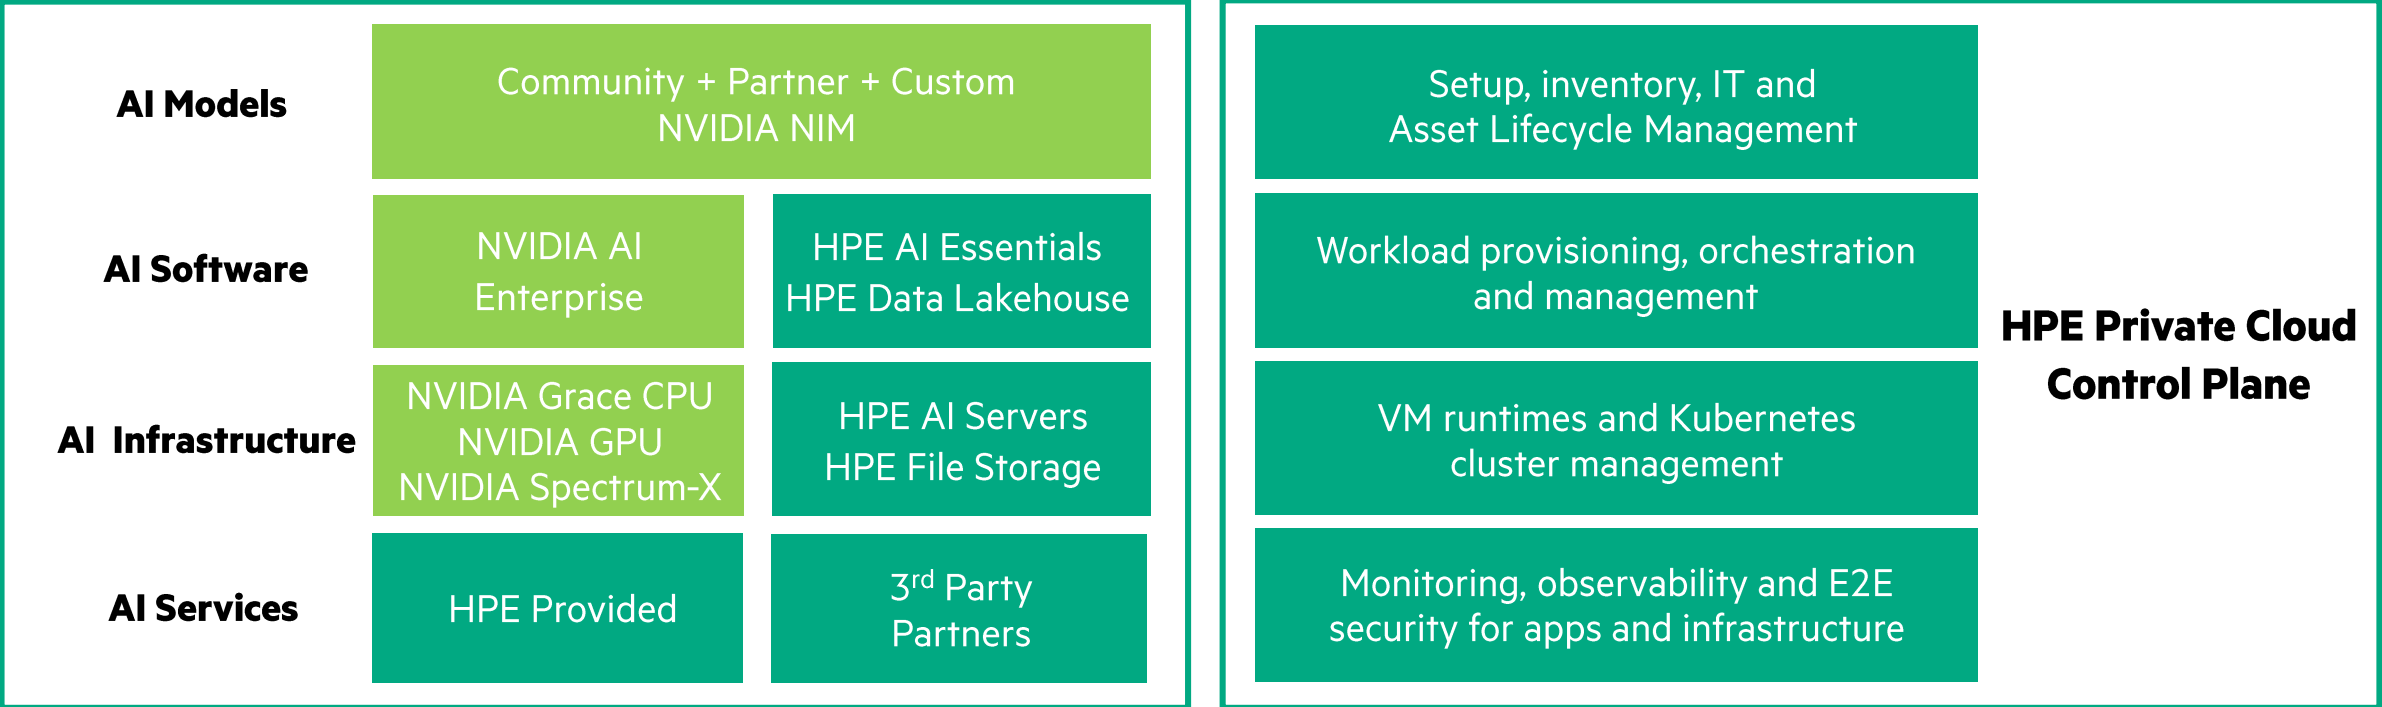 AI Models
Community + Partner + Custom
NVIDIA NIM
AI Software
NVIDIA AI
Enterprise
HPE AI Essentials
HPE Data Lakehouse
AI  Infrastructure
NVIDIA Grace CPU
NVIDIA GPU
NVIDIA Spectrum-X
HPE AI Servers
HPE File Storage
AI Services
HPE Provided
3rd Party
Partners
Setup, inventory, IT and
Asset Lifecycle Management
Workload provisioning, orchestration
and management
VM runtimes and Kubernetes
cluster management
Monitoring, observability and E2E
security for apps and infrastructure
HPE Private Cloud
Control Plane